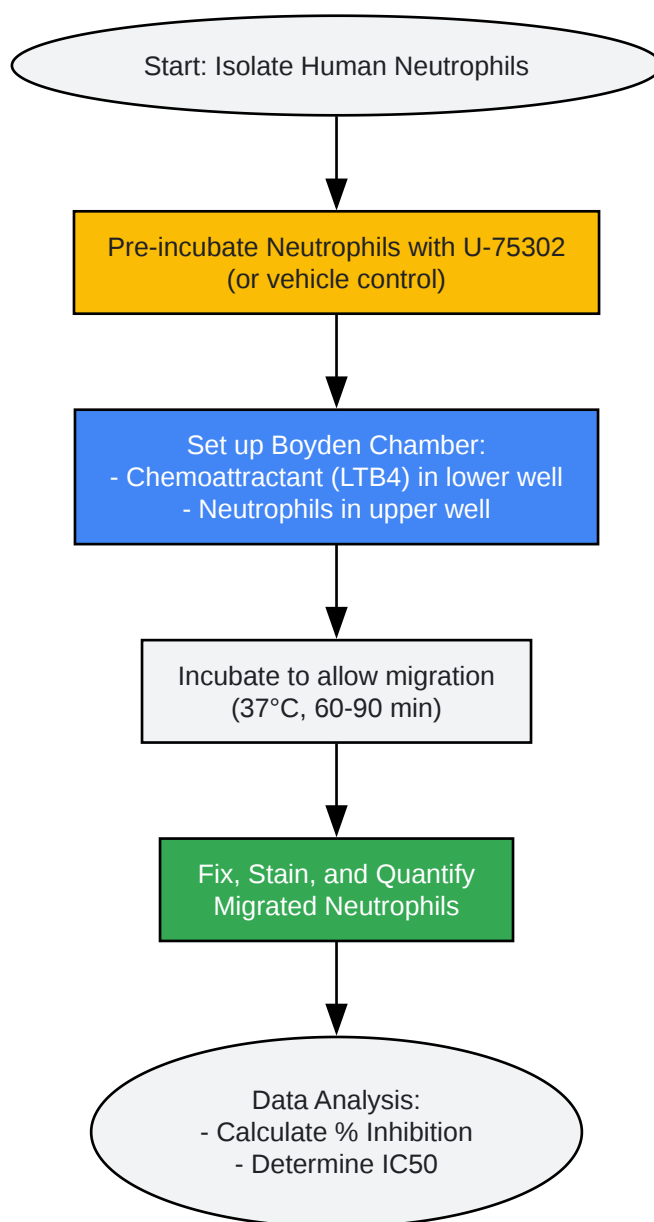 Start: Isolate Human Neutrophils
Pre-incubate Neutrophils with U-75302
(or vehicle control)
Set up Boyden Chamber:
- Chemoattractant (LTB4) in lower well
- Neutrophils in upper well
Incubate to allow migration
(37°C, 60-90 min)
Fix, Stain, and Quantify
Migrated Neutrophils
Data Analysis:
- Calculate % Inhibition
- Determine IC50